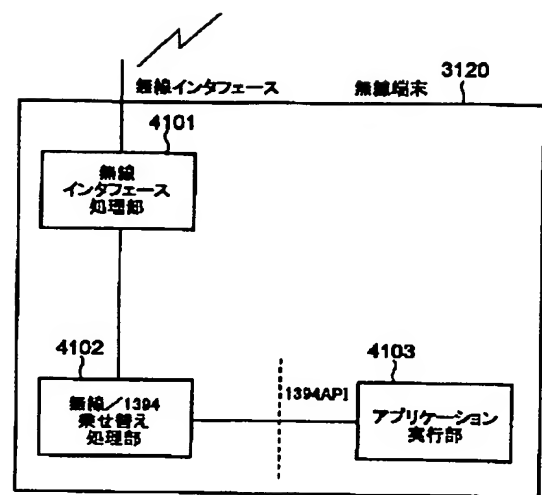 無線インタフェース 無線端末 3120
4101
無線
インタフェース
処理部
4102
無線／1394
乗せ替え
処理部
1394API
4103
アプリケーション
実行部